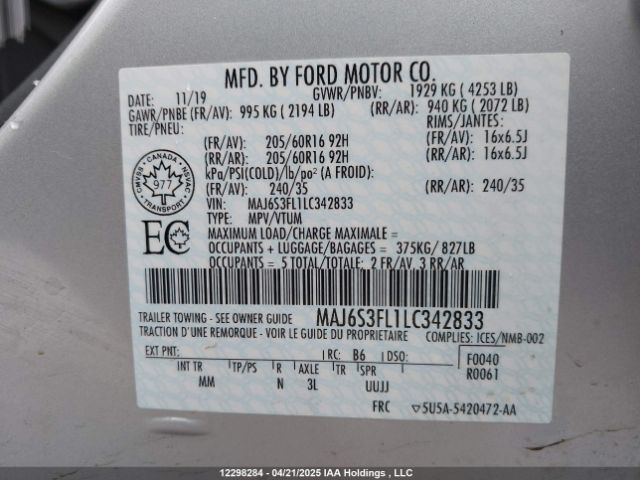 MFD. BY FORD MOTOR CO.
DATE: 11/19 GVWR/PNBV: 1929 KG ( 4253 LB)
GAWR/PNBE (FR/AV): 995 KG ( 2194 LB) (RR/AR): 940 KG ( 2072 LB)
TIRE/PNEU: RIMS/JANTES:
(FR/AV): 205/60R16 92H (FR/AV): 16x6.5J
(RR/AR): 205/60R16 92H (RR/AR): 16x6.5J
kPa/PSI(COLD)/lb/po² (A FROID):
(FR/AV): 240/35 (RR/AR): 240/35
VIN: MAJ6S3FL1LC342833
TYPE: MPV/VTUM
MAXIMUM LOAD/CHARGE MAXIMALE =
OCCUPANTS + LUGGAGE/BAGAGES = 375KG/ 827LB
OCCUPANTS = 5 TOTAL/TOTALE: 2 FR/AV, 3 RR/AR
CANADA
CMVSS NSVAC
977
TRANSPORT
EC
TRAILER TOWING - SEE OWNER GUIDE MAJ6S3FL1LC342833
TRACTION D'UNE REMORQUE - VOIR LE GUIDE DU PROPRIETAIRE COMPLIES: ICES/NMB-002
EXT PNT: RC: B6 DSO: F0040
INT TR TP/PS R AXLE TR SPR R0061
MM N 3L UUJJ
FRC ▽5U5A-5420472-AA
12298284 - 04/21/2025 IAA Holdings , LLC